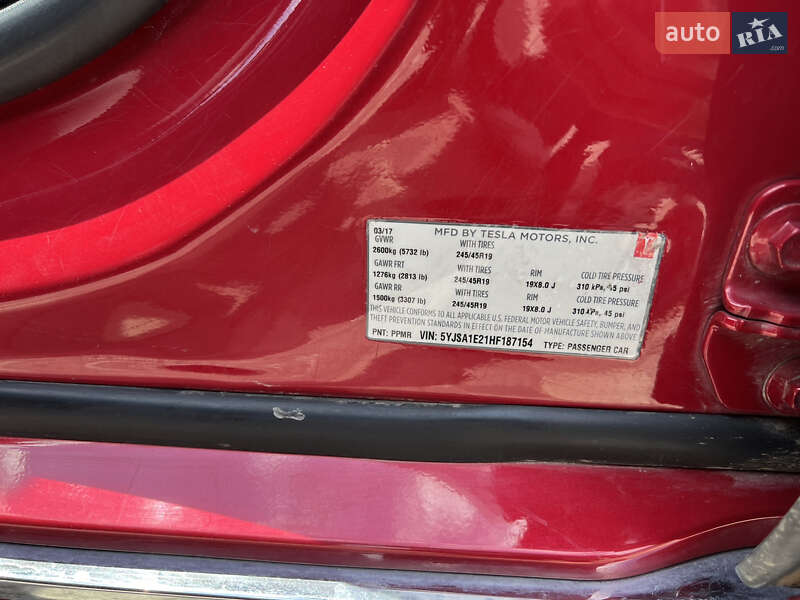 auto RIA
.com
03/17 MFD BY TESLA MOTORS, INC.
GVWR WITH TIRES
2600kg (5732 lb) 245/45R19
GAWR FRT WITH TIRES RIM COLD TIRE PRESSURE
1276kg (2813 lb) 245/45R19 19X8.0 J 310 kPa, 45 psi
GAWR RR WITH TIRES RIM COLD TIRE PRESSURE
1500kg (3307 lb) 245/45R19 19X8.0 J 310 kPa, 45 psi
THIS VEHICLE CONFORMS TO ALL APPLICABLE U.S. FEDERAL MOTOR VEHICLE SAFETY, BUMPER, AND
THEFT PREVENTION STANDARDS IN EFFECT ON THE DATE OF MANUFACTURE SHOWN ABOVE.
PNT: PPMR VIN: 5YJSA1E21HF187154 TYPE: PASSENGER CAR